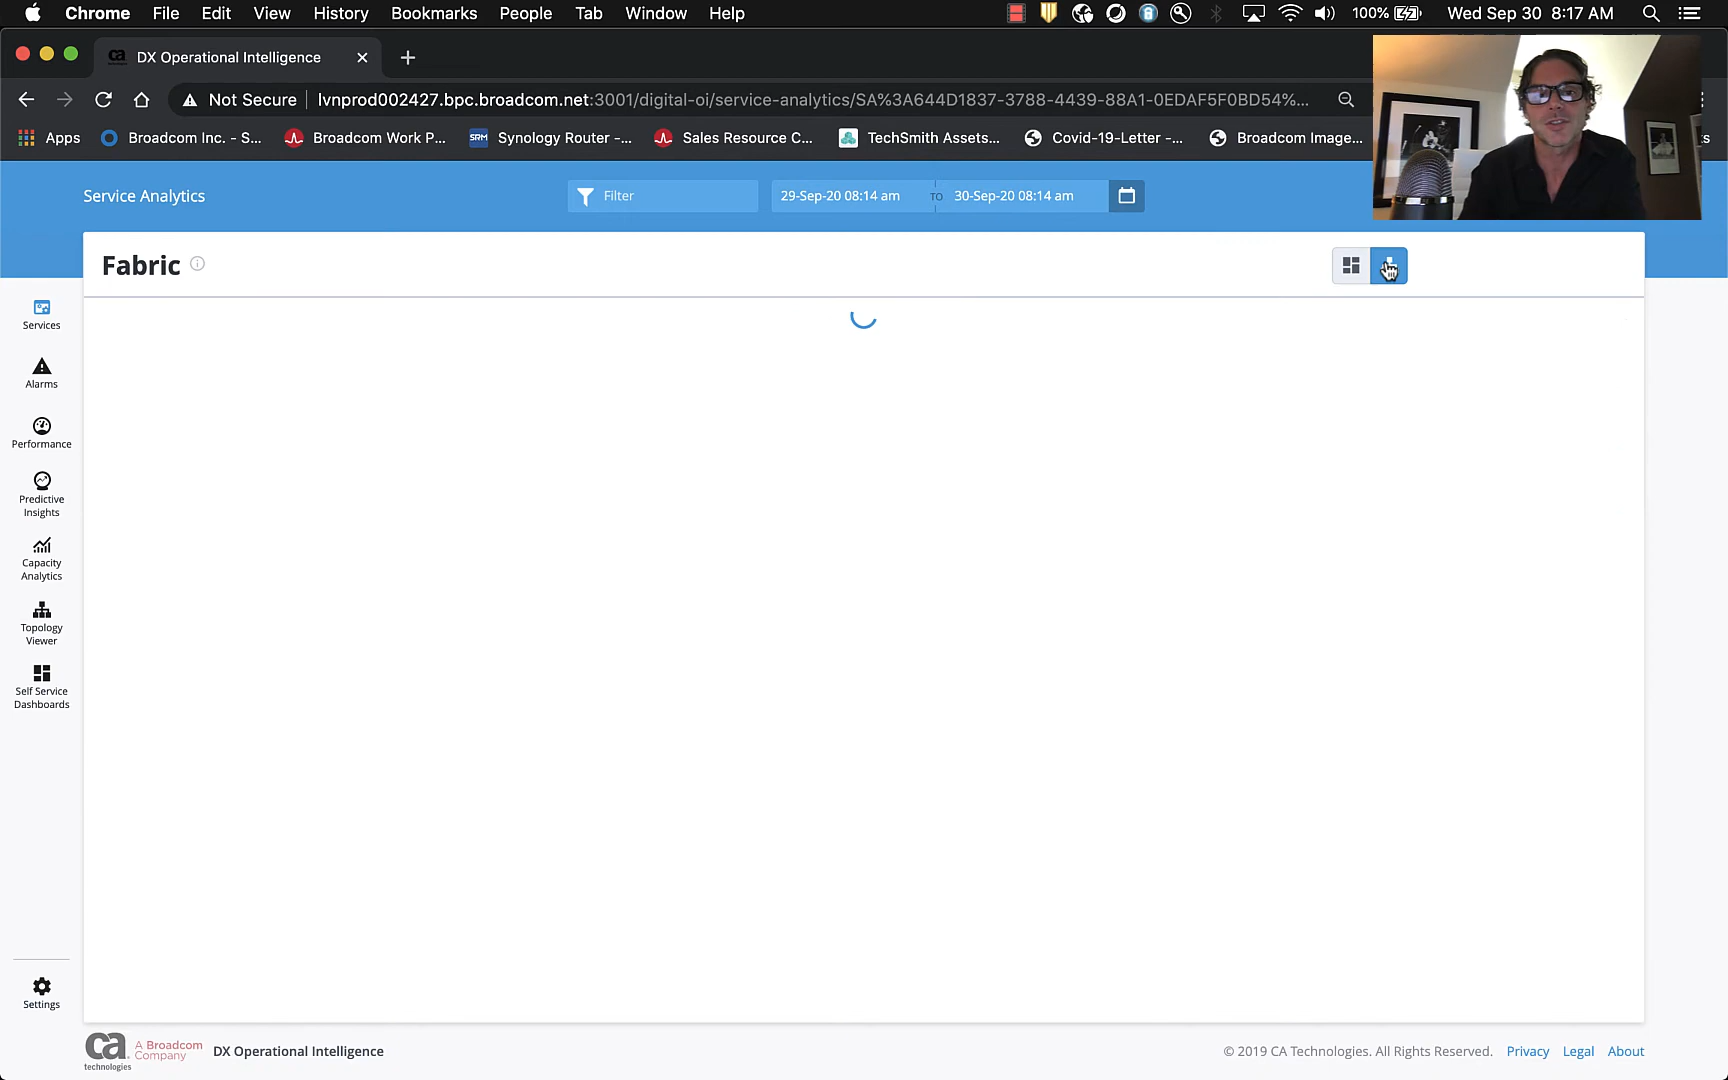 Chrome File Edit View History Bookmarks People Tab Window Help 100% Wed Sep 30 8:17 AM
ca DX Operational Intelligence
Not Secure lvnprod002427.bpc.broadcom.net:3001/digital-oi/service-analytics/SA%3A644D1837-3788-4439-88A1-0EDAF5F0BD54%...
Apps Broadcom Inc. - S... Broadcom Work P... SRM Synology Router -... Sales Resource C... TechSmith Assets... Covid-19-Letter -... Broadcom Image... s
Service Analytics Filter 29-Sep-20 08:14 am TO 30-Sep-20 08:14 am
Fabric
Services
Alarms
Performance
Predictive
Insights
Capacity
Analytics
Topology
Viewer
Self Service
Dashboards
Settings
ca technologies A Broadcom Company DX Operational Intelligence © 2019 CA Technologies. All Rights Reserved. Privacy Legal About